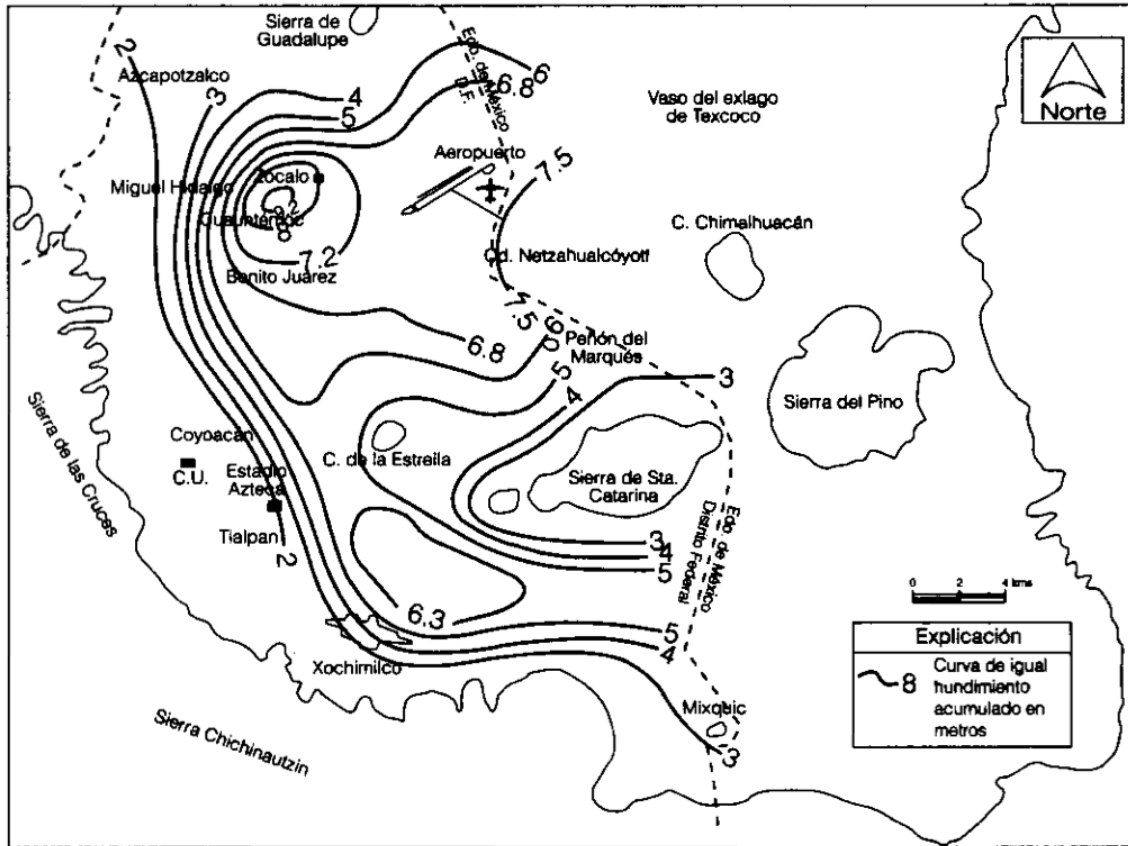 Sierra de
Guadalupe
Edo. de México
D.F.
Norte
2
Azcapotzalco
3
4
5
6
6.8
Vaso del exlago
de Texcoco
Aeropuerto
7.5
Zócalo
Miguel Hidalgo
Cuauhtémoc
7.2
Benito Juárez
C. Chimalhuacán
Cd. Netzahualcóyotl
7.5
6.8
Peñón del
Marqués
5
4
3
Sierra del Pino
Sierra de las Cruces
Coyoacán
C.U.
Estadio
Azteca
Tlalpan
2
C. de la Estrella
Sierra de Sta.
Catarina
3
4
5
Edo. de México
Distrito Federal
6.3
5
4
Xochimilco
Mixquic
3
Sierra Chichinautzin
0 2 4 kms
Explicación
8
Curva de igual
hundimiento
acumulado en
metros